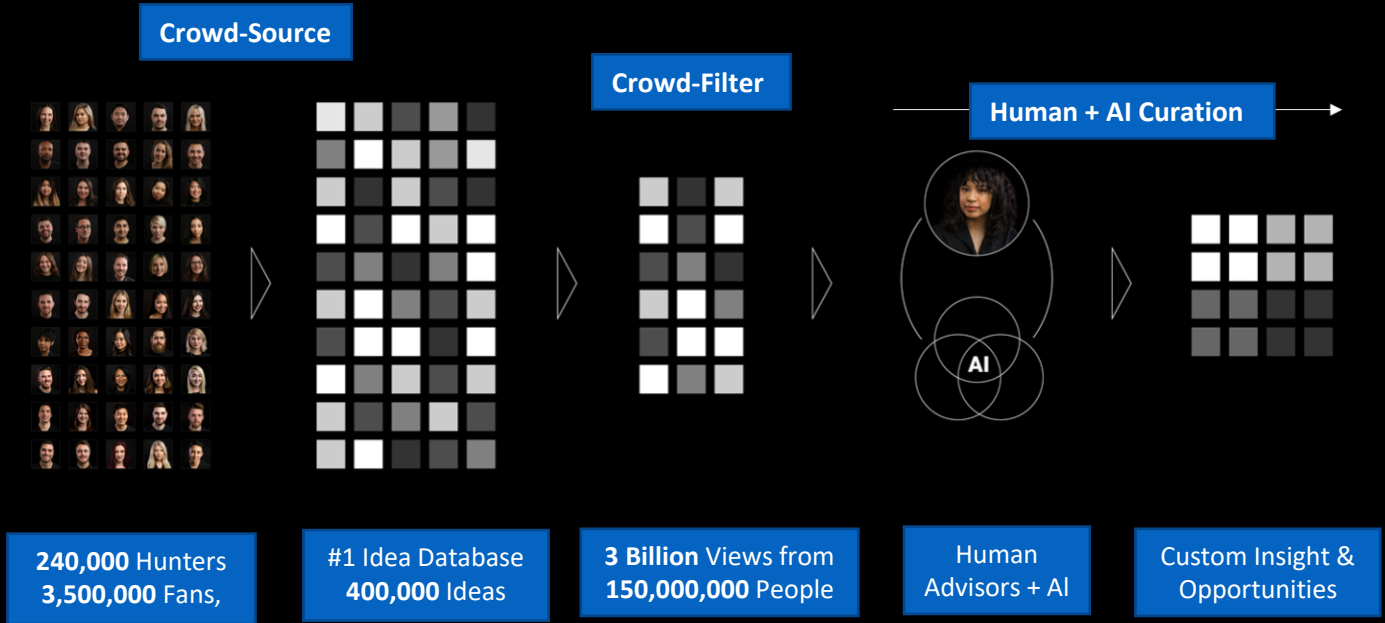 Crowd-Source
Crowd-Filter
Human + AI Curation
AI
240,000 Hunters
3,500,000 Fans,
#1 Idea Database
400,000 Ideas
3 Billion Views from
150,000,000 People
Human
Advisors + AI
Custom Insight &
Opportunities